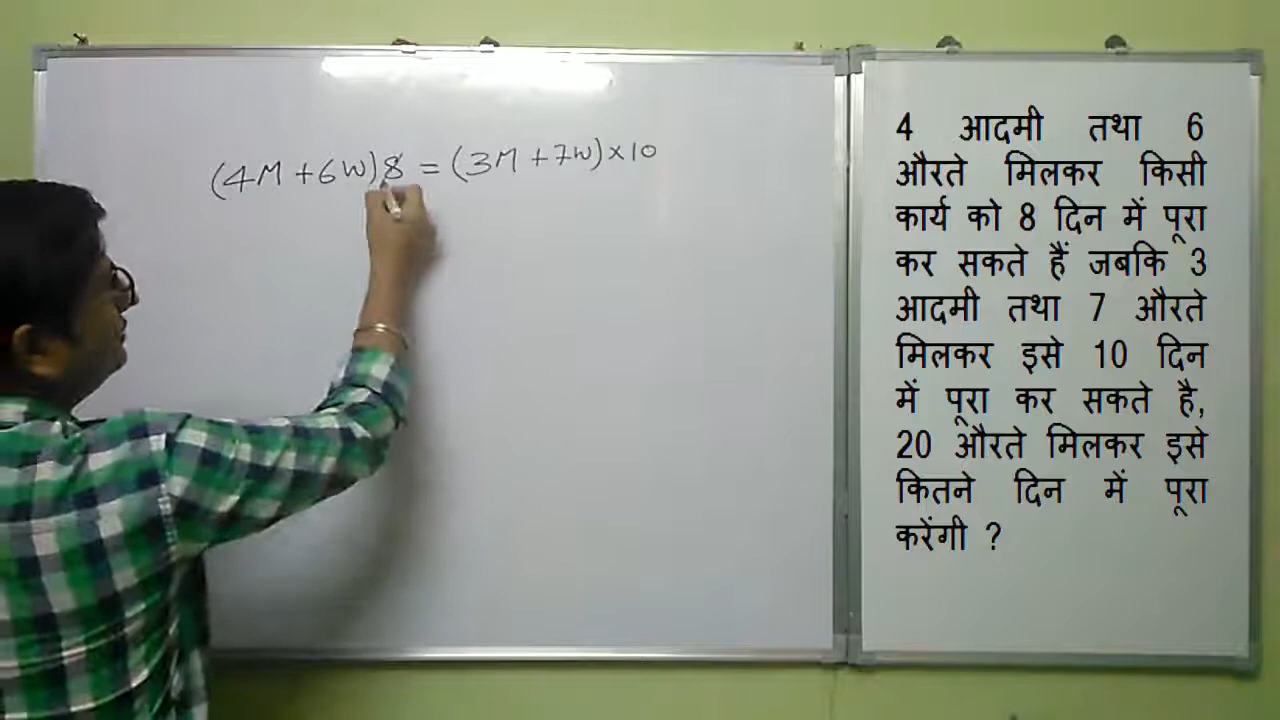 (4M + 6W) 8 = (3M + 7W) × 10
4 आदमी तथा 6
औरते मिलकर किसी
कार्य को 8 दिन में पूरा
कर सकते हैं जबकि 3
आदमी तथा 7 औरते
मिलकर इसे 10 दिन
में पूरा कर सकते है,
20 औरते मिलकर इसे
कितने दिन में पूरा
करेंगी ?